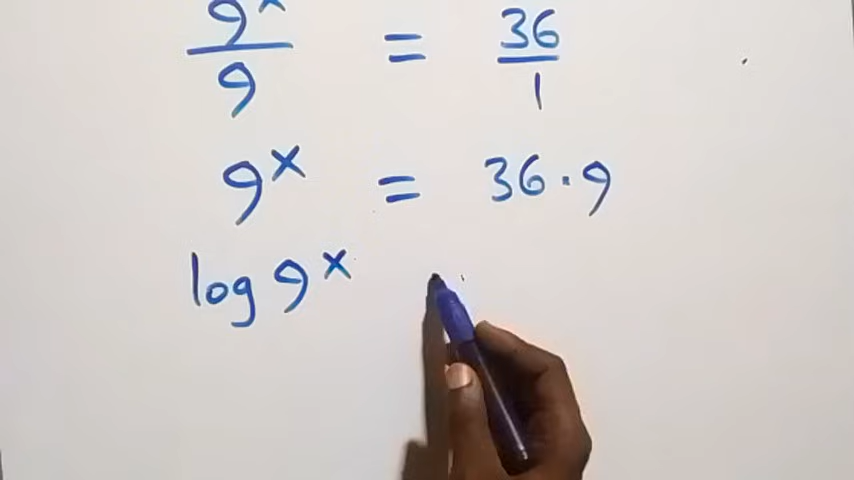 9^x / 9 = 36 / 1
9^x = 36 · 9
log 9^x